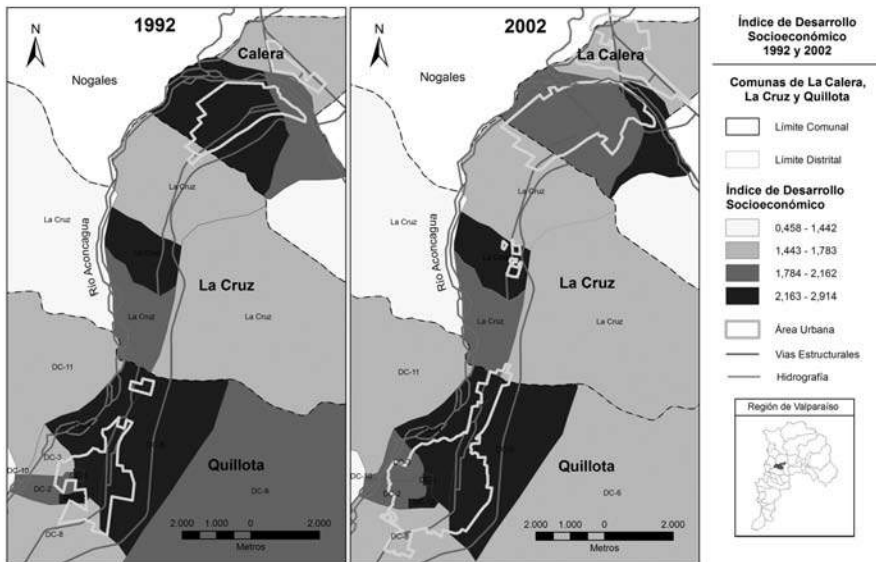 1992
N
Calera
Nogales
La Cruz
La Cruz
Río Aconcagua
La Cruz
La Cruz
La Cruz
La Cruz
DC-11
DC-3
DC-10
DC-2
Quillota
DC-6
DC-8
2.000 1.000 0 2.000
Metros
2002
N
La Calera
Nogales
La Cruz
La Cruz
Río Aconcagua
La Cruz
La Cruz
La Cruz
DC-11
DC-2
Quillota
DC-6
2.000 1.000 0 2.000
Metros
Índice de Desarrollo
Socioeconómico
1992 y 2002
Comunas de La Calera,
La Cruz y Quillota
Límite Comunal
Límite Distrital
Índice de Desarrollo
Socioeconómico
0,458 - 1,442
1,443 - 1,783
1,784 - 2,162
2,163 - 2,914
Área Urbana
Vias Estructurales
Hidrografía
Región de Valparaíso